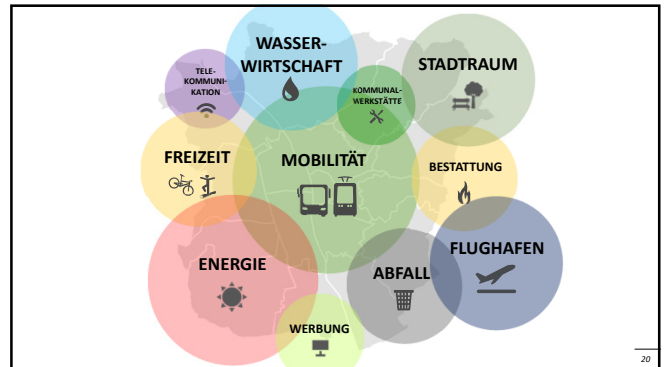 WASSER-
WIRTSCHAFT
TELE-
KOMMUNI-
KATION
KOMMUNAL-
WERKSTÄTTE
STADTRAUM
FREIZEIT
MOBILITÄT
BESTATTUNG
ENERGIE
ABFALL
FLUGHAFEN
WERBUNG
20